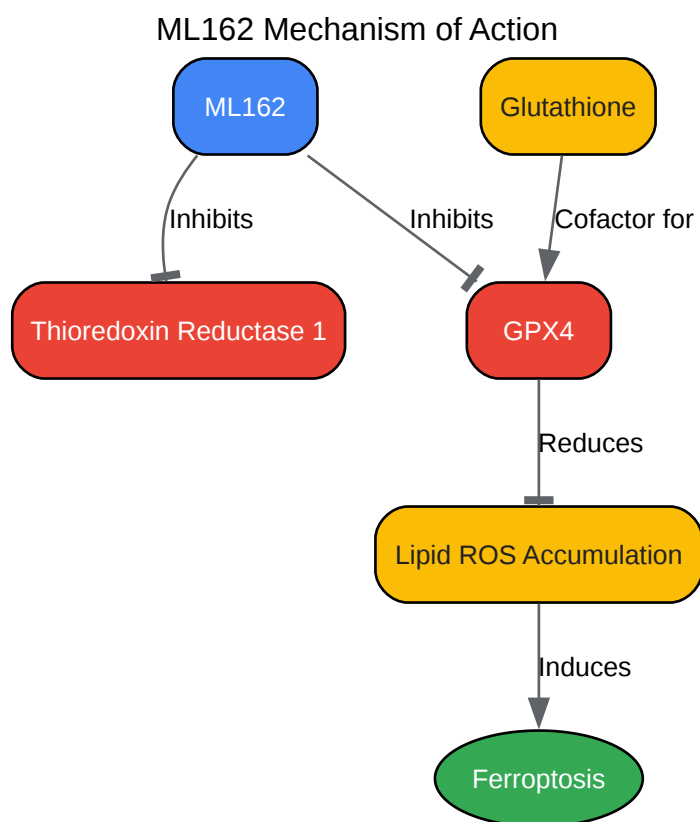 ML162 Mechanism of Action
ML162
Glutathione
Inhibits
Inhibits
Cofactor for
Thioredoxin Reductase 1
GPX4
Reduces
Lipid ROS Accumulation
Induces
Ferroptosis